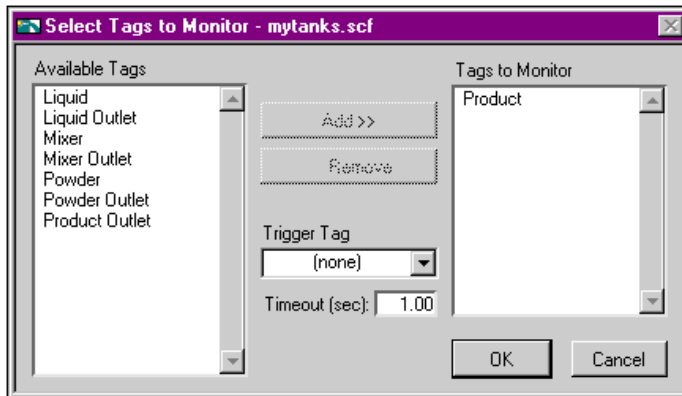 Select Tags to Monitor - mytanks.scf
Available Tags
Liquid
Liquid Outlet
Mixer
Mixer Outlet
Powder
Powder Outlet
Product Outlet
Add >>
Remove
Trigger Tag
(none)
Timeout (sec): 1.00
Tags to Monitor
Product
OK
Cancel